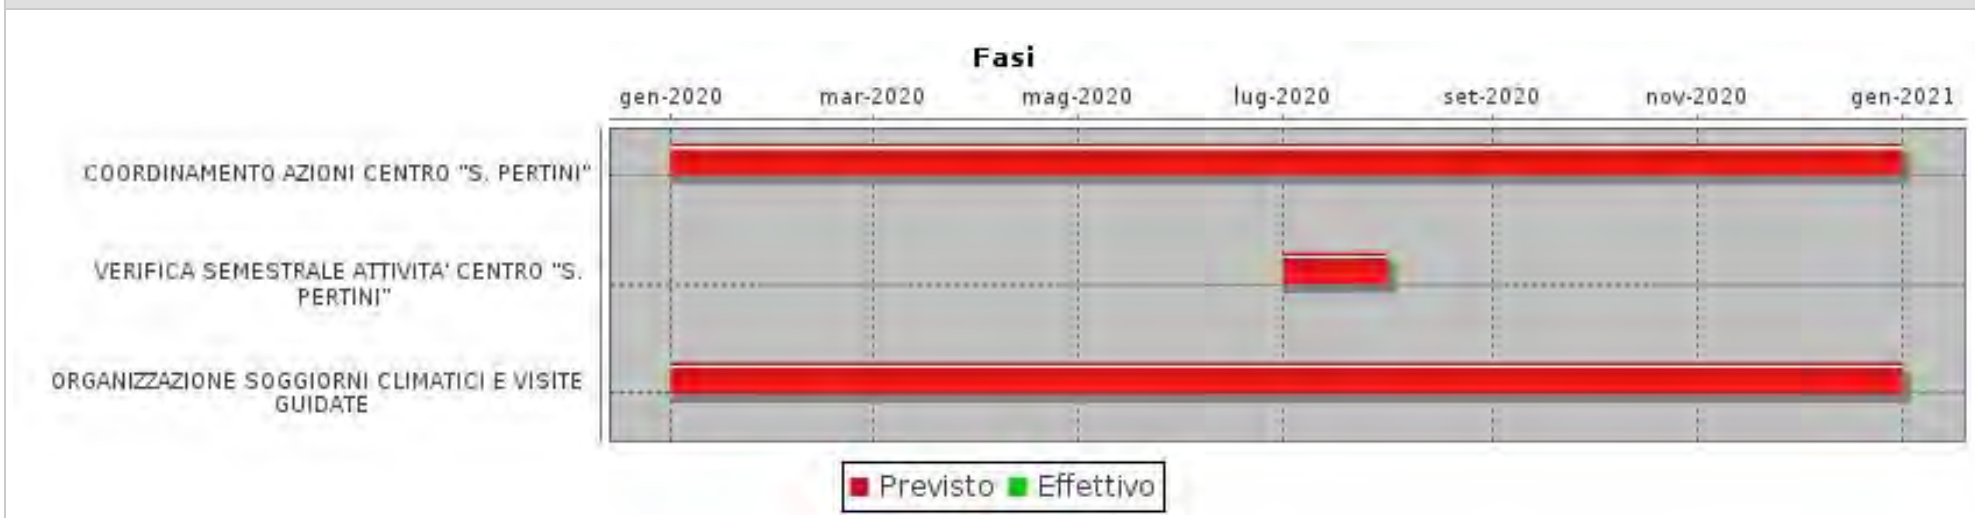 Fasi
gen-2020 mar-2020 mag-2020 lug-2020 set-2020 nov-2020 gen-2021
COORDINAMENTO AZIONI CENTRO "S. PERTINI"
VERIFICA SEMESTRALE ATTIVITA' CENTRO "S.
PERTINI"
ORGANIZZAZIONE SOGGIORNI CLIMATICI E VISITE
GUIDATE
Previsto Effettivo